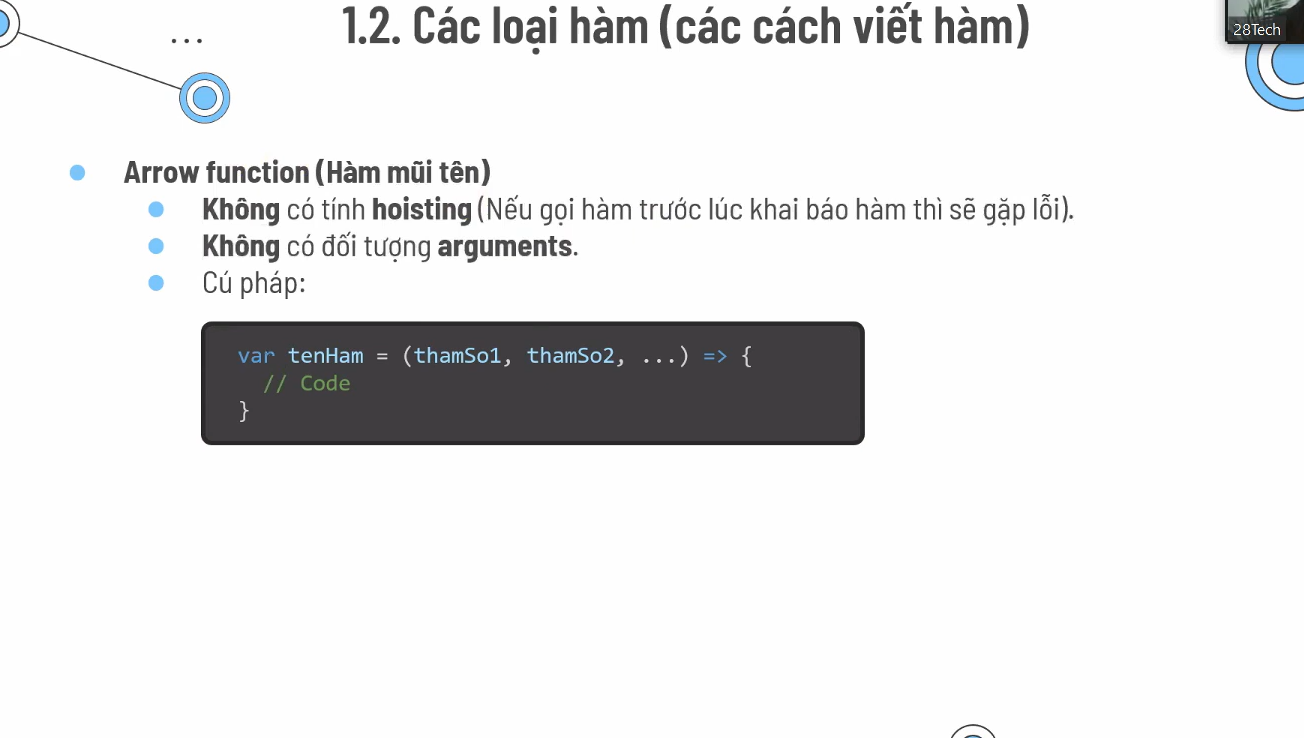 ...
1.2. Các loại hàm (các cách viết hàm)
28Tech
Arrow function (Hàm mũi tên)
Không có tính hoisting (Nếu gọi hàm trước lúc khai báo hàm thì sẽ gặp lỗi).
Không có đối tượng arguments.
Cú pháp:
var tenHam = (thamSo1, thamSo2, ...) => {
// Code
}